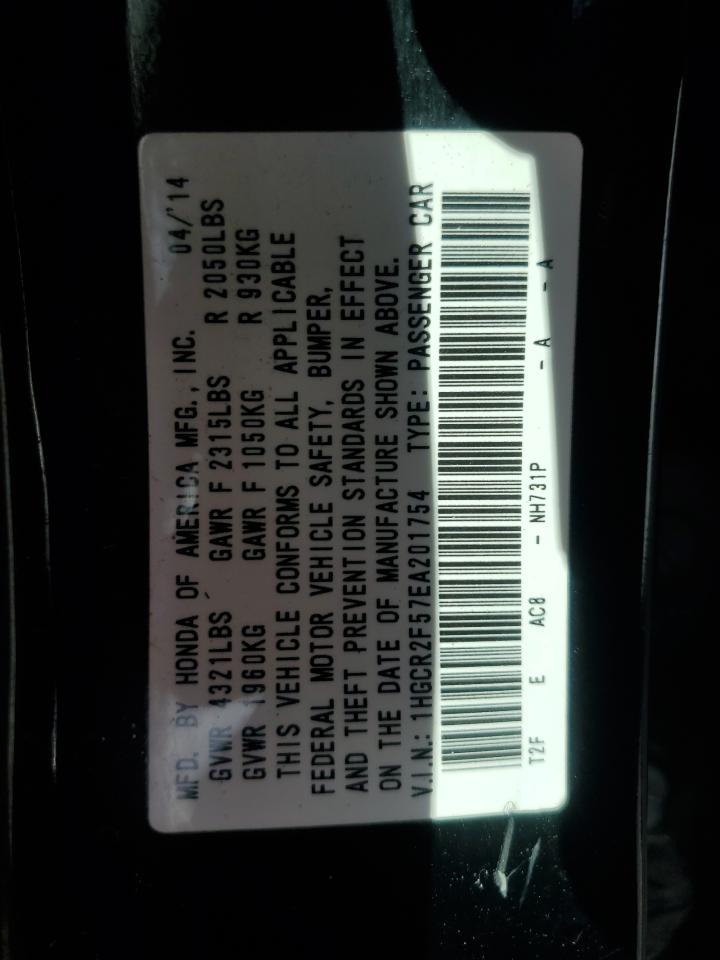 MFD. BY HONDA OF AMERICA MFG., INC. 04/'14
GVWR 4321LBS GAWR F 2315LBS R 2050LBS
GVWR 1960KG GAWR F 1050KG R 930KG
THIS VEHICLE CONFORMS TO ALL APPLICABLE
FEDERAL MOTOR VEHICLE SAFETY, BUMPER,
AND THEFT PREVENTION STANDARDS IN EFFECT
ON THE DATE OF MANUFACTURE SHOWN ABOVE.
V.I.N.: 1HGCR2F57EA201754 TYPE: PASSENGER CAR
T2F E AC8 - NH731P - A - A